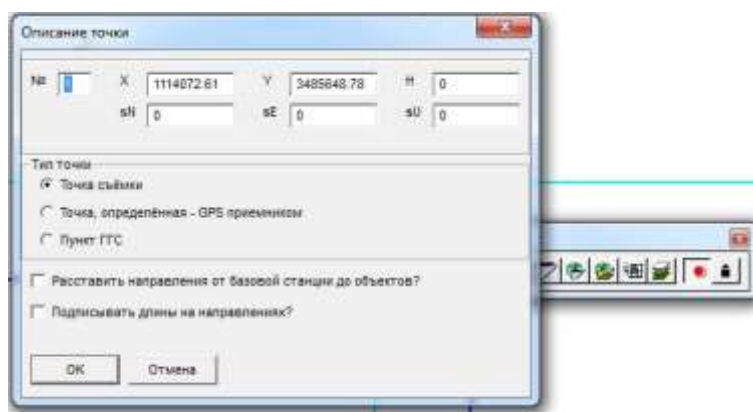 Описание точки
№ X 1114072.61 Y 3485648.78 H 0
sN 0 sE 0 sU 0
Тип точки
Точка съёмки
Точка, определённая - GPS приемником
Пункт ГГС
Расставить направления от базовой станции до объектов?
Подписывать длины на направлениях?
OK Отмена